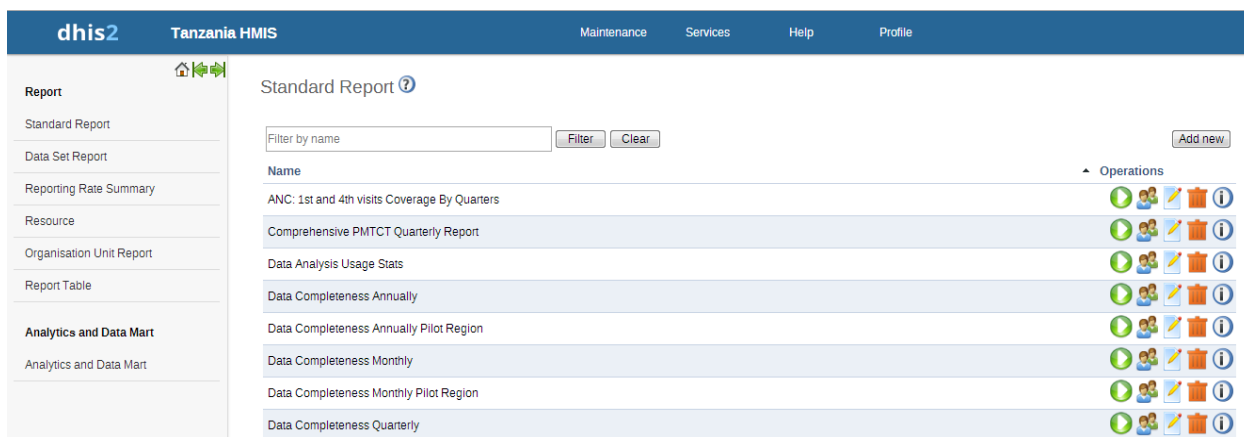 dhis2 Tanzania HMIS Maintenance Services Help Profile
Report
Standard Report
Data Set Report
Reporting Rate Summary
Resource
Organisation Unit Report
Report Table
Analytics and Data Mart
Analytics and Data Mart
Standard Report ?
Filter by name Filter Clear Add new
Name Operations
ANC: 1st and 4th visits Coverage By Quarters
Comprehensive PMTCT Quarterly Report
Data Analysis Usage Stats
Data Completeness Annually
Data Completeness Annually Pilot Region
Data Completeness Monthly
Data Completeness Monthly Pilot Region
Data Completeness Quarterly